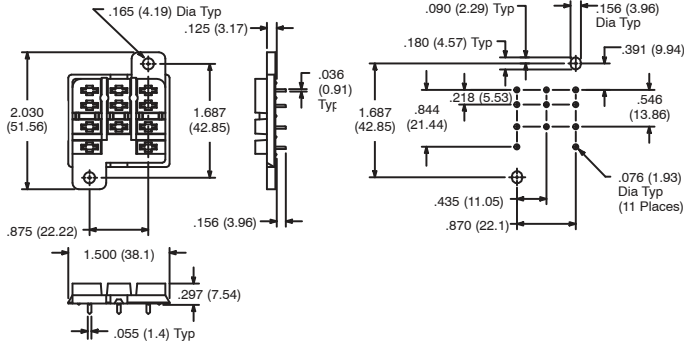 .165 (4.19) Dia Typ
.125 (3.17)
.036
(0.91)
Typ
2.030
(51.56)
1.687
(42.85)
.156 (3.96)
.875 (22.22)
1.500 (38.1)
.297 (7.54)
.055 (1.4) Typ
.090 (2.29) Typ
.156 (3.96)
Dia Typ
.180 (4.57) Typ
.391 (9.94)
.218 (5.53)
1.687
(42.85)
.844
(21.44)
.546
(13.86)
.076 (1.93)
Dia Typ
(11 Places)
.435 (11.05)
.870 (22.1)